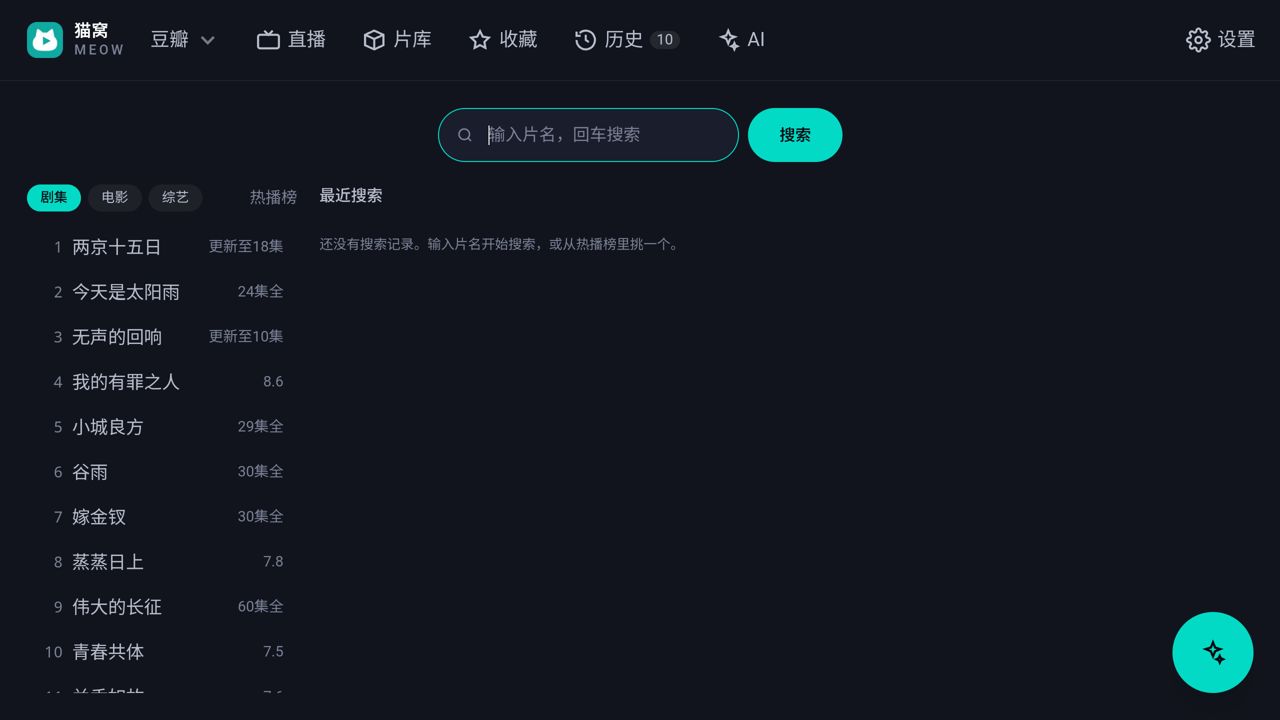 猫窝
MEOW
豆瓣
直播
片库
收藏
历史 10
AI
设置
输入片名，回车搜索
搜索
剧集
电影
综艺
热播榜
最近搜索
还没有搜索记录。输入片名开始搜索，或从热播榜里挑一个。
1 两京十五日 更新至18集
2 今天是太阳雨 24集全
3 无声的回响 更新至10集
4 我的有罪之人 8.6
5 小城良方 29集全
6 谷雨 30集全
7 嫁金钗 30集全
8 蒸蒸日上 7.8
9 伟大的长征 60集全
10 青春共体 7.5